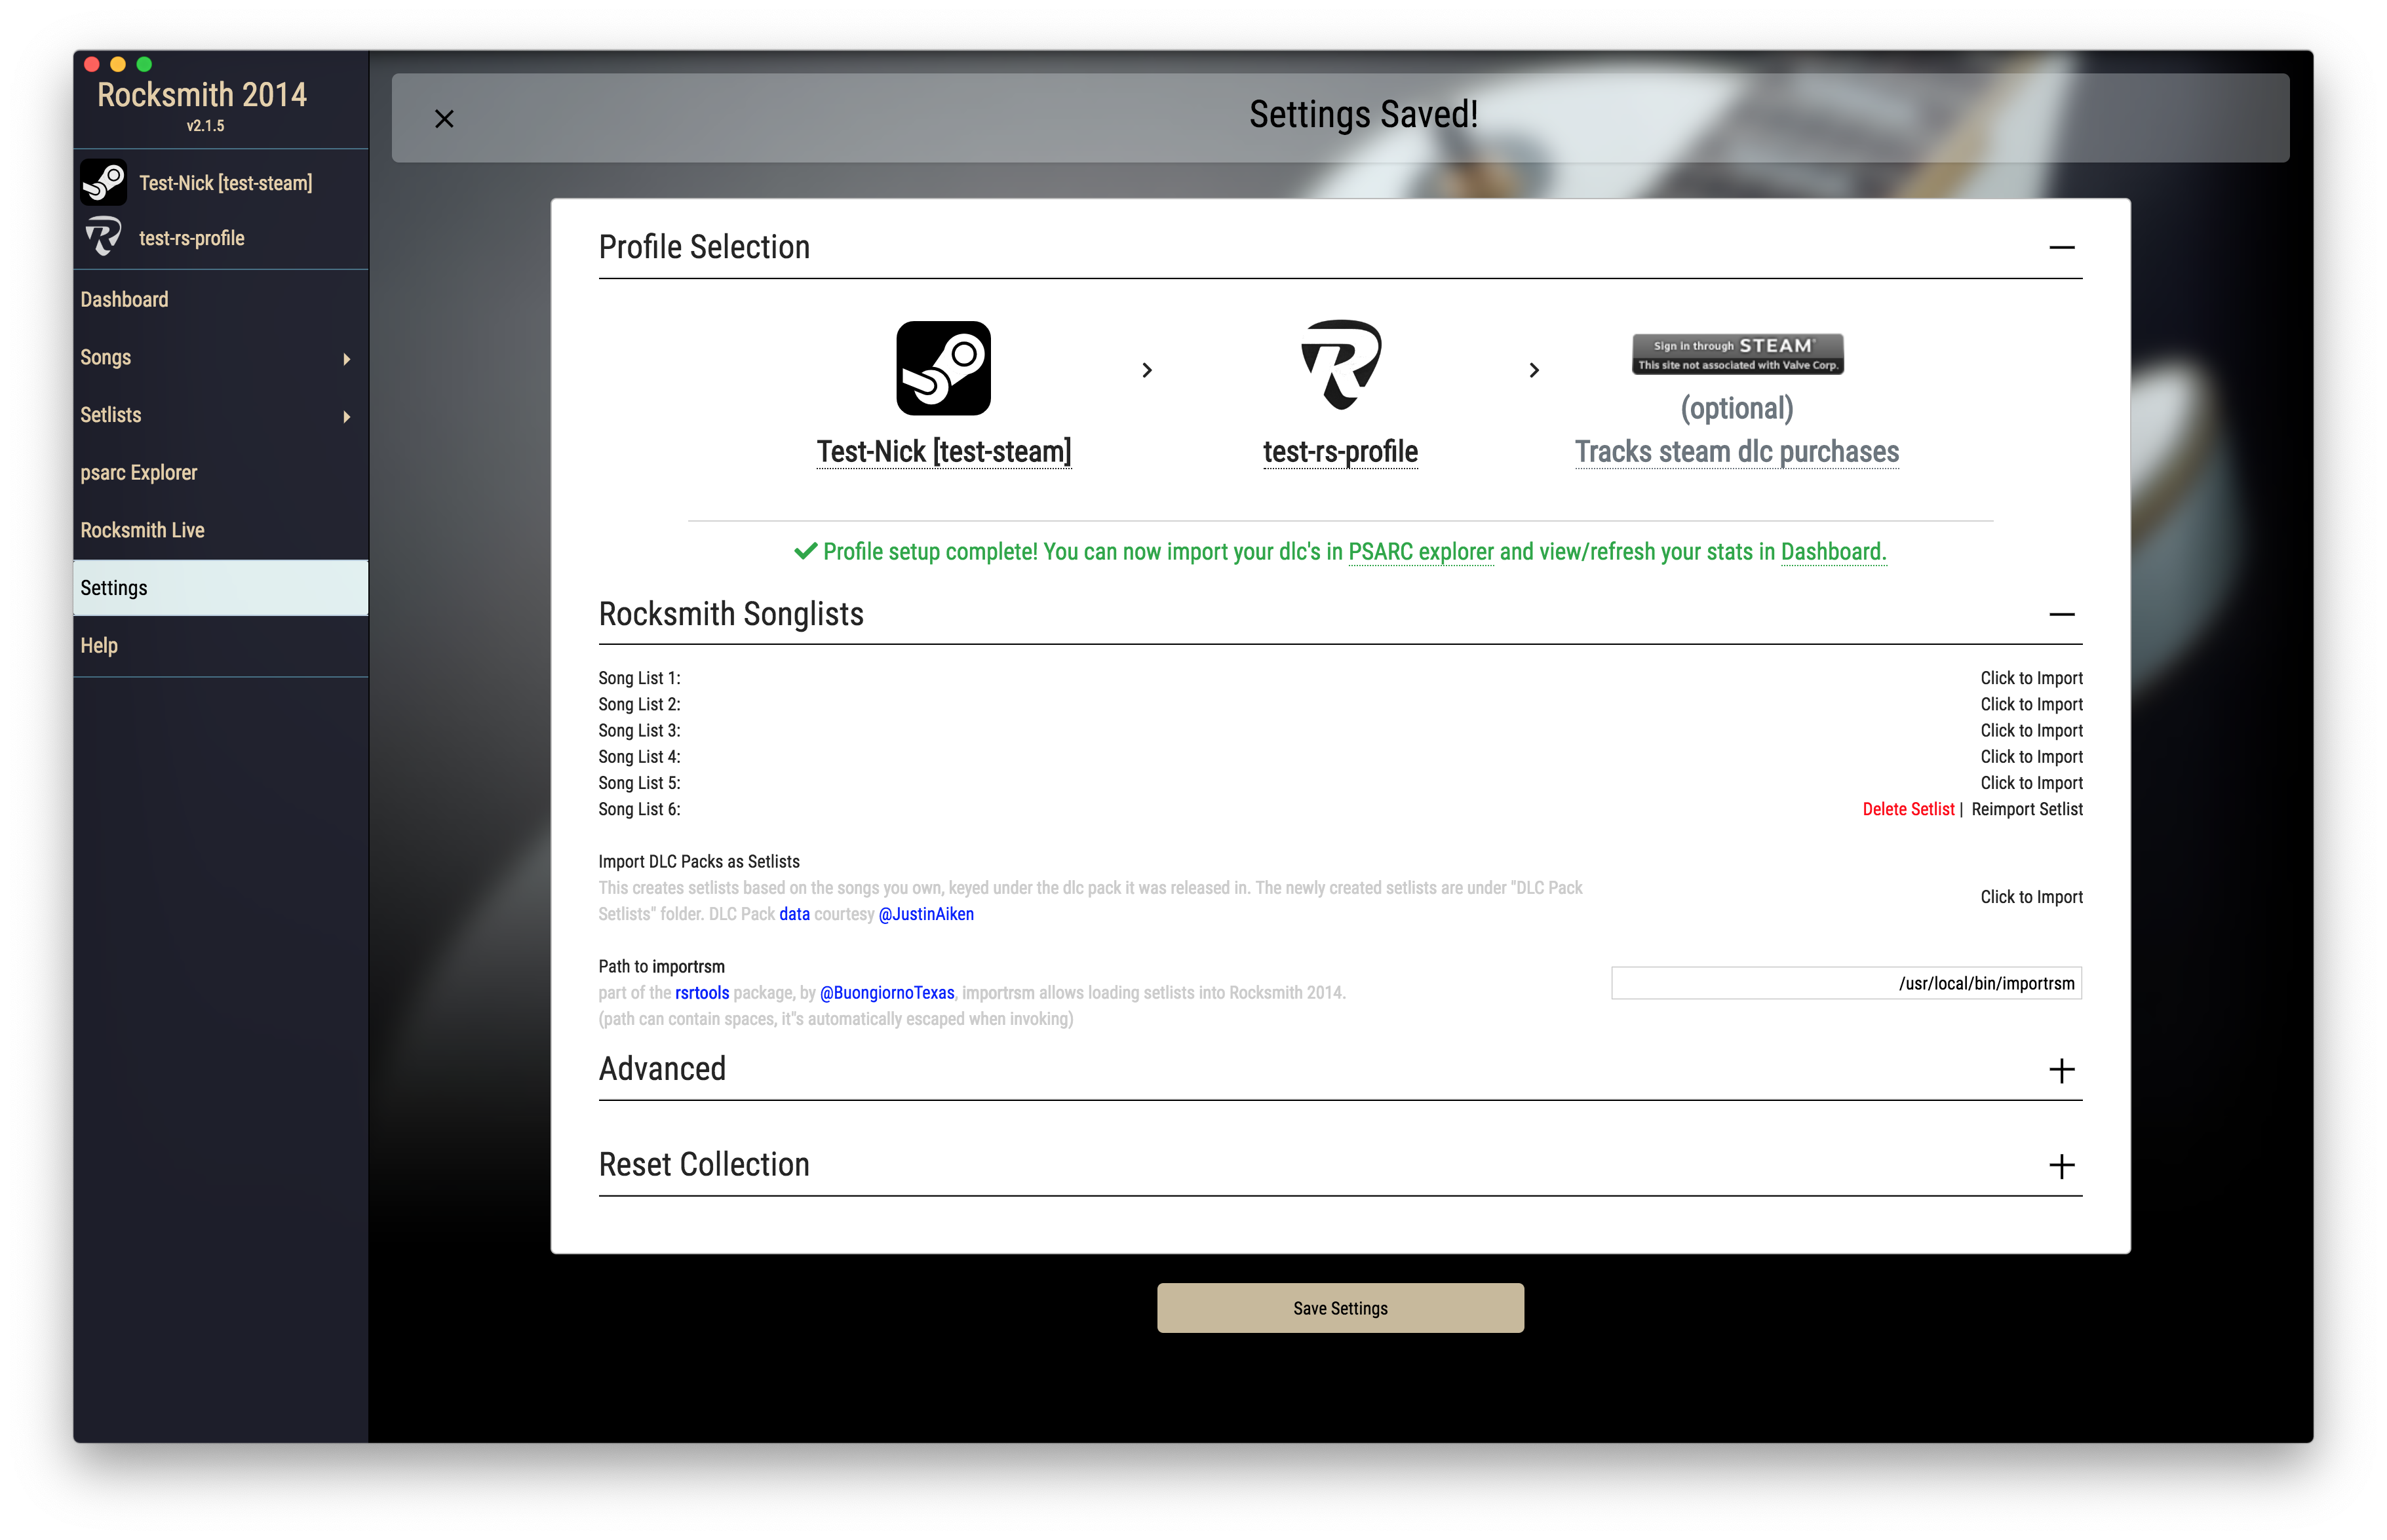 Rocksmith 2014
v2.1.5
Test-Nick [test-steam]
test-rs-profile
Dashboard
Songs
Setlists
psarc Explorer
Rocksmith Live
Settings
Help
Settings Saved!
Profile Selection
Test-Nick [test-steam]
test-rs-profile
Sign in through STEAM
This site not associated with Valve Corp.
(optional)
Tracks steam dlc purchases
Profile setup complete! You can now import your dlc's in PSARC explorer and view/refresh your stats in Dashboard.
Rocksmith Songlists
Song List 1: Click to Import
Song List 2: Click to Import
Song List 3: Click to Import
Song List 4: Click to Import
Song List 5: Click to Import
Song List 6: Delete Setlist | Reimport Setlist
Import DLC Packs as Setlists
This creates setlists based on the songs you own, keyed under the dlc pack it was released in. The newly created setlists are under "DLC Pack
Setlists" folder. DLC Pack data courtesy @JustinAiken
Click to Import
Path to importrsm
part of the rsrtools package, by @BuongiornoTexas, importrsm allows loading setlists into Rocksmith 2014.
(path can contain spaces, it"s automatically escaped when invoking)
/usr/local/bin/importrsm
Advanced
Reset Collection
Save Settings